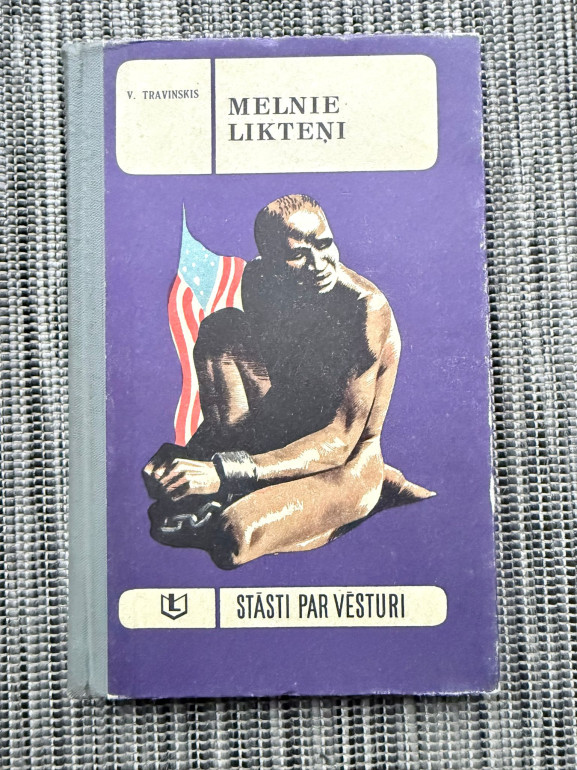 V. TRAVINSKIS
MELNIE
LIKTEŅI
L
STĀSTI PAR VĒSTURI